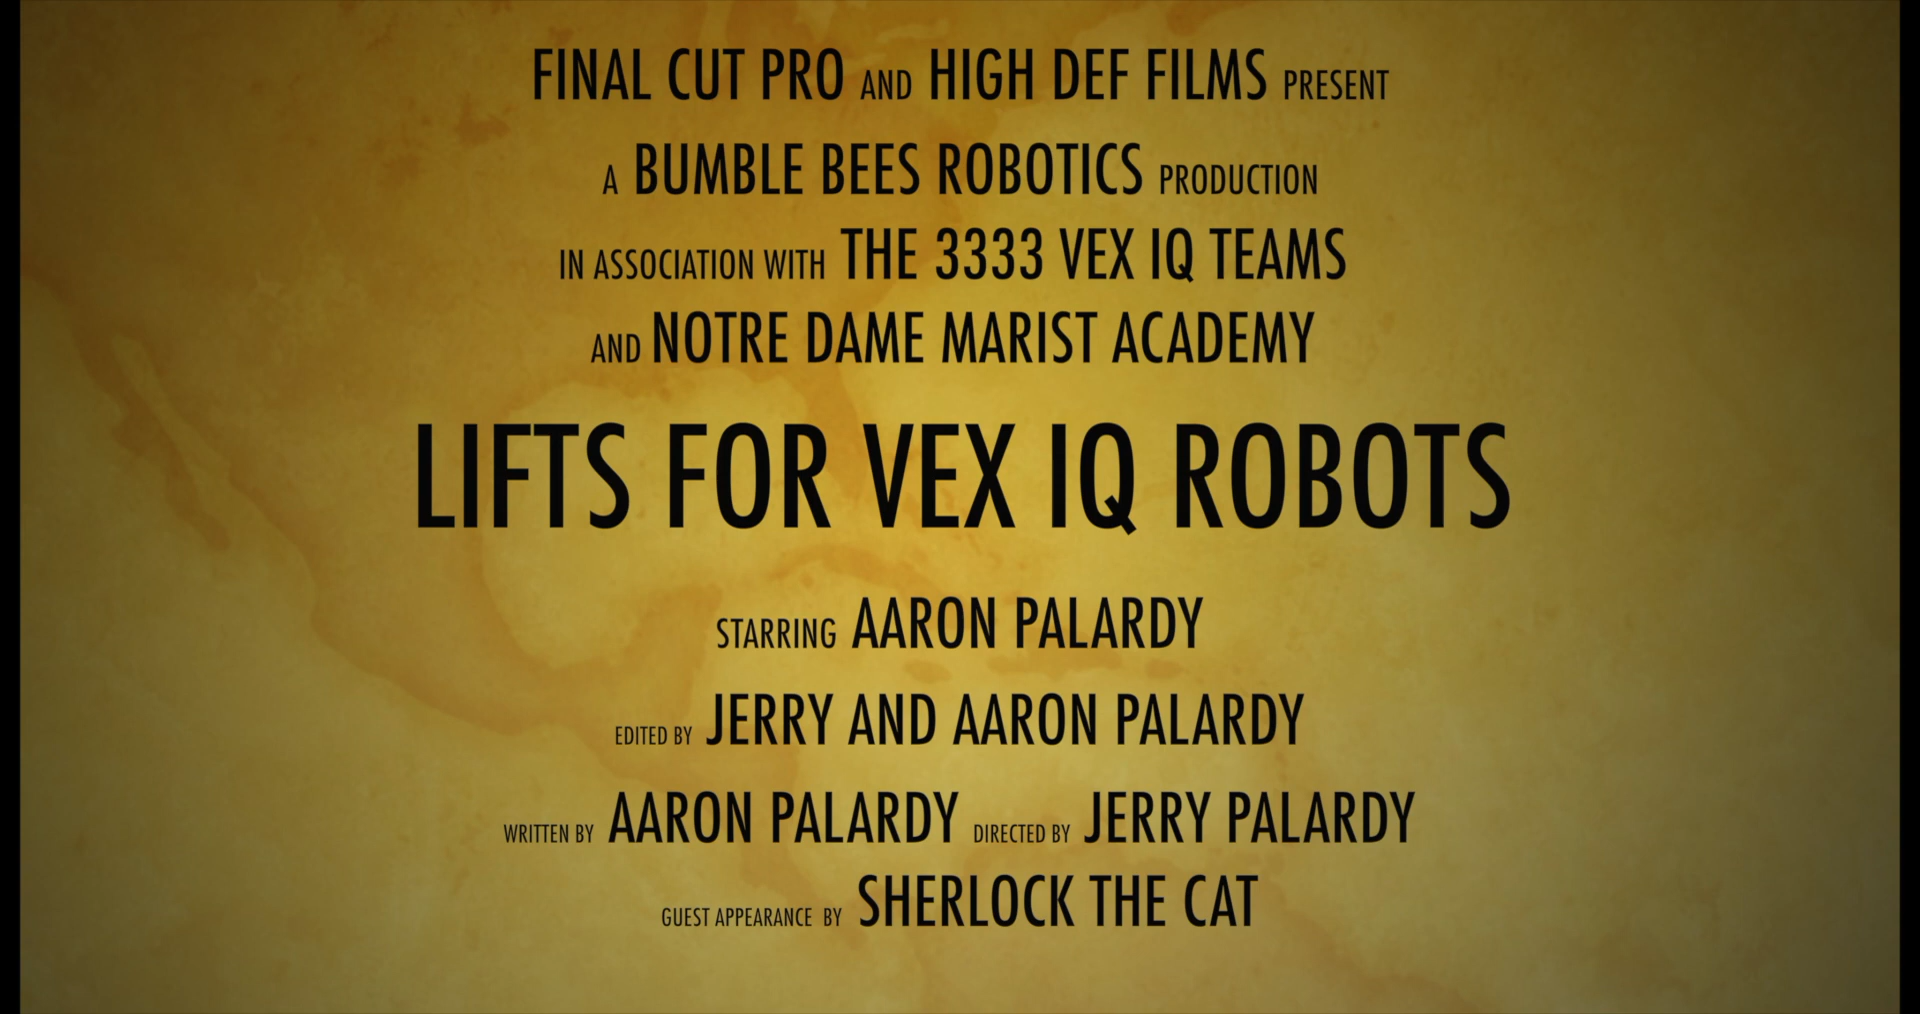 FINAL CUT PRO AND HIGH DEF FILMS PRESENT
A BUMBLE BEES ROBOTICS PRODUCTION
IN ASSOCIATION WITH THE 3333 VEX IQ TEAMS
AND NOTRE DAME MARIST ACADEMY
LIFTS FOR VEX IQ ROBOTS
STARRING AARON PALARDY
EDITED BY JERRY AND AARON PALARDY
WRITTEN BY AARON PALARDY DIRECTED BY JERRY PALARDY
GUEST APPEARANCE BY SHERLOCK THE CAT